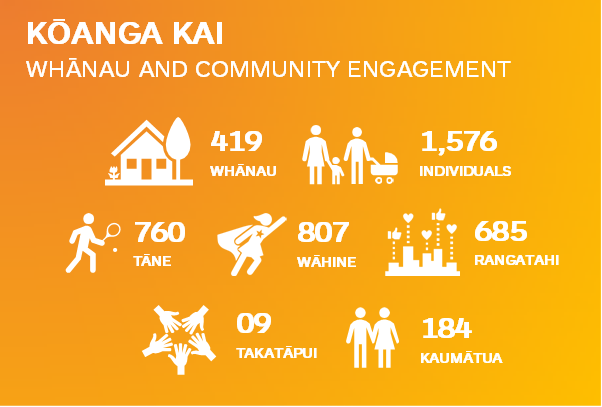 KŌANGA KAI
WHĀNAU AND COMMUNITY ENGAGEMENT
419
WHĀNAU
1,576
INDIVIDUALS
760
TĀNE
807
WĀHINE
685
RANGATAHI
09
TAKATĀPUI
184
KAUMĀTUA